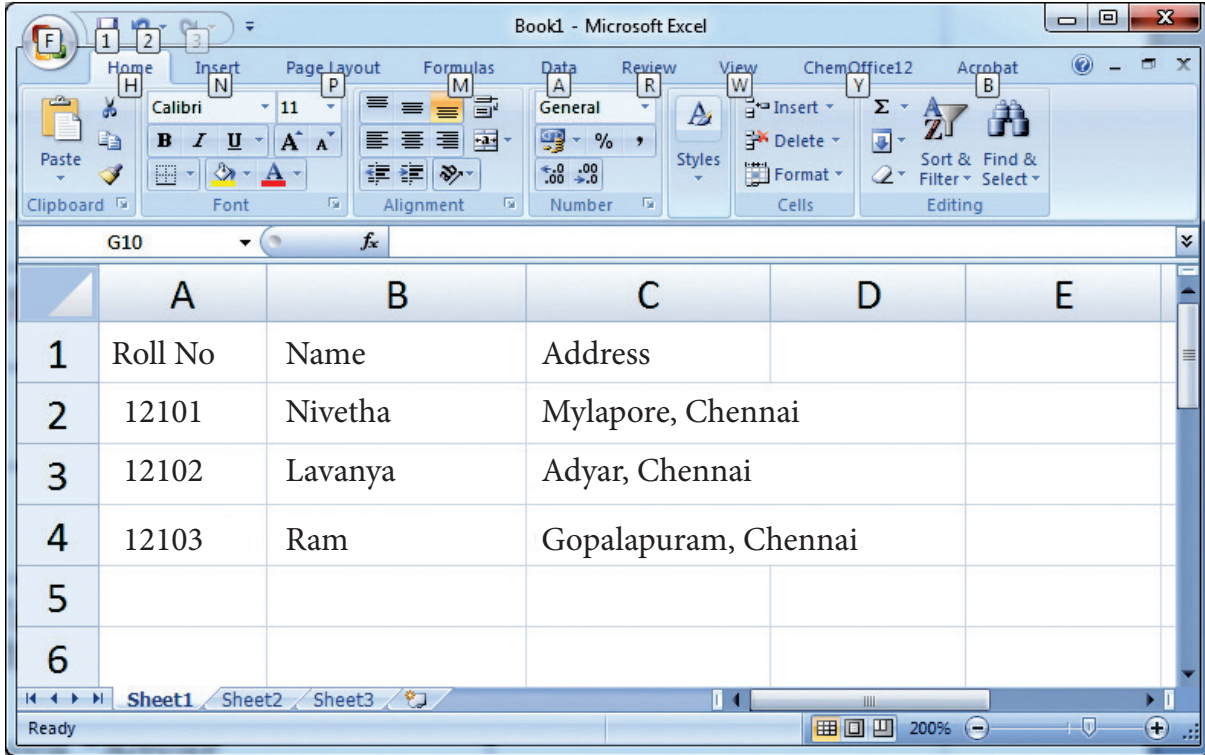 Book1 - Microsoft Excel
F 1 2 3
Home Insert Page Layout Formulas Data Review View ChemOffice12 Acrobat
H N P M A R W Y B
Calibri 11 General Insert Σ
B I U A A % , Delete
Paste Styles Sort & Find &
A .00 .0 Format Filter Select
Clipboard Font Alignment Number Cells Editing
G10 fx
A B C D E
1 Roll No Name Address
2 12101 Nivetha Mylapore, Chennai
3 12102 Lavanya Adyar, Chennai
4 12103 Ram Gopalapuram, Chennai
5
6
Sheet1 Sheet2 Sheet3
Ready 200%